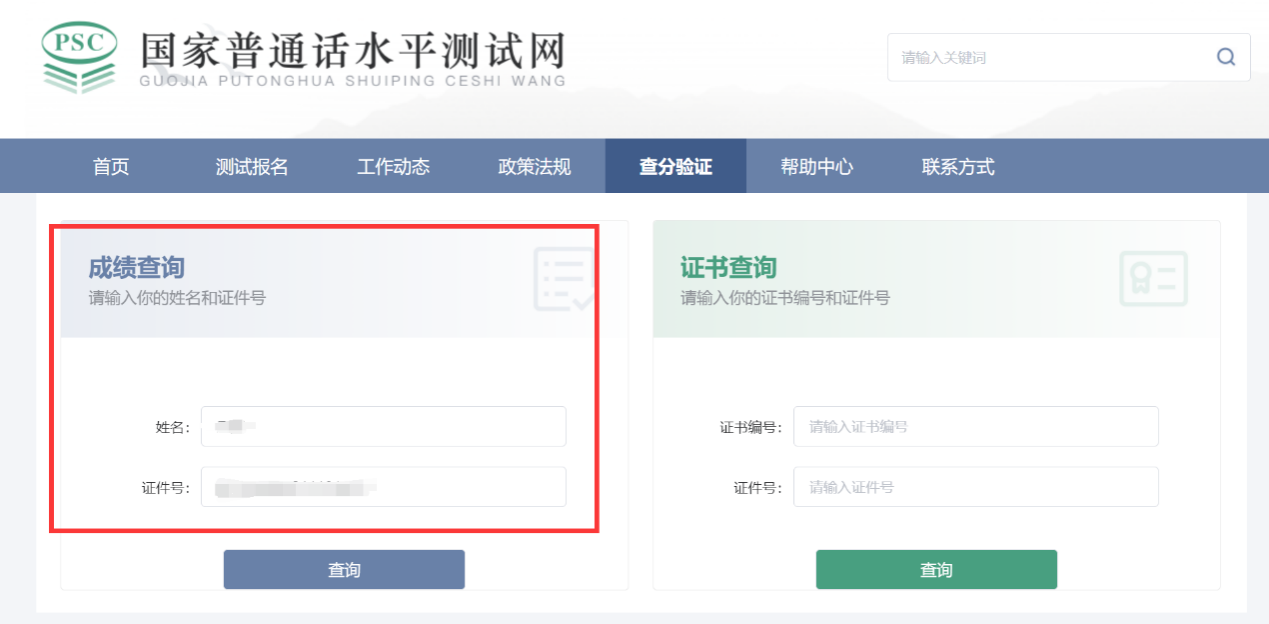 PSC
国家普通话水平测试网
GUOJIA PUTONGHUA SHUIPING CESHI WANG
请输入关键词
首页 测试报名 工作动态 政策法规 查分验证 帮助中心 联系方式
成绩查询
请输入你的姓名和证件号
姓名:
证件号:
查询
证书查询
请输入你的证书编号和证件号
证书编号: 请输入证书编号
证件号: 请输入证件号
查询